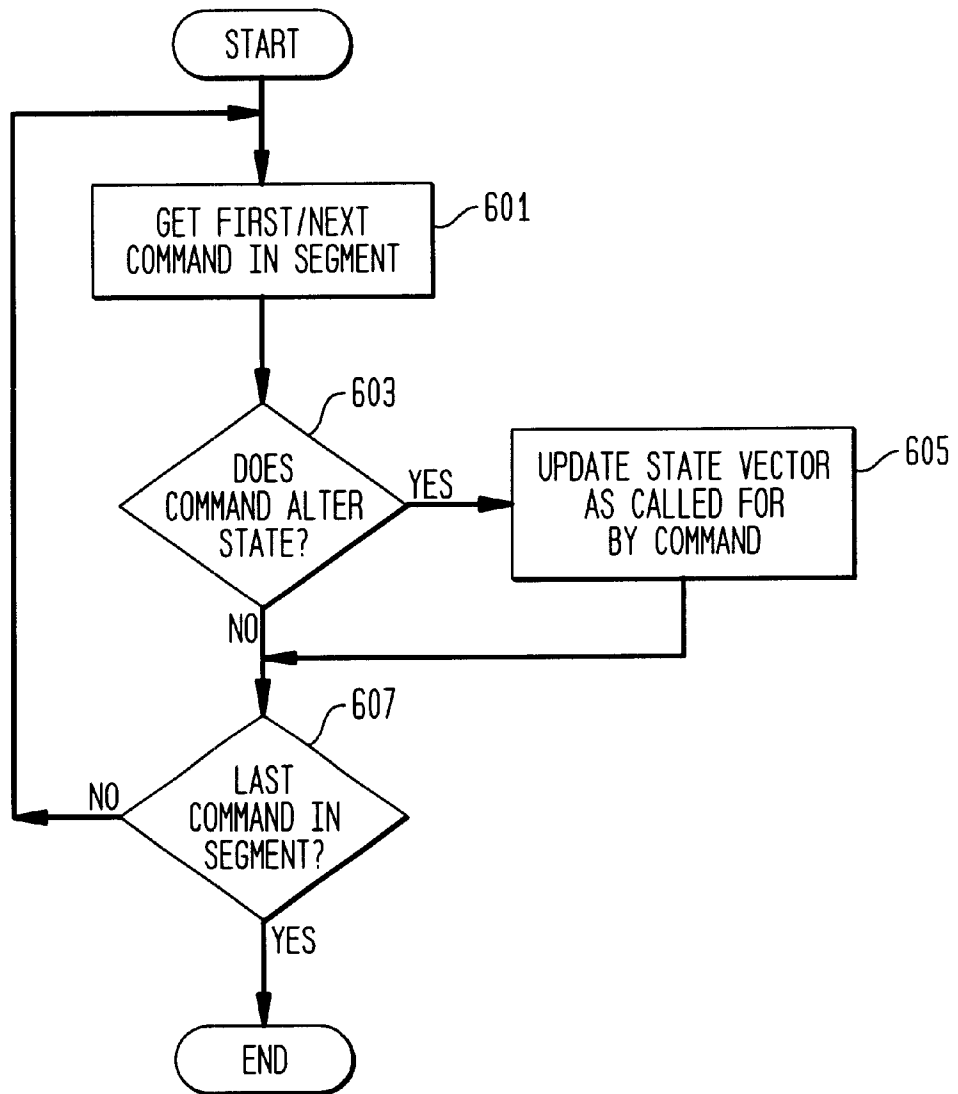 START
GET FIRST/NEXT
COMMAND IN SEGMENT
601
603
DOES
COMMAND ALTER
STATE?
YES
UPDATE STATE VECTOR
AS CALLED FOR
BY COMMAND
605
NO
607
LAST
COMMAND IN
SEGMENT?
NO
YES
END